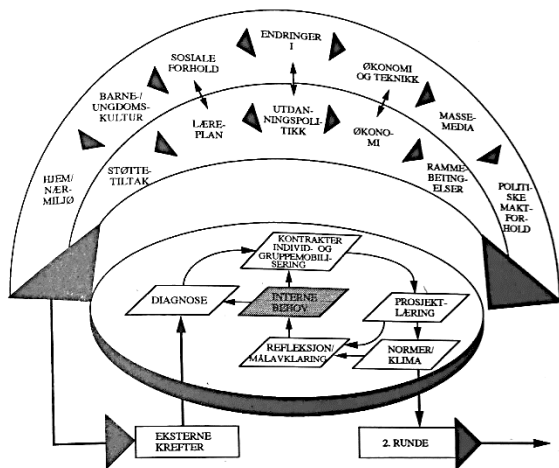 ENDRINGER
I
SOSIALE
FORHOLD
ØKONOMI
OG TEKNIKK
BARNE-/
UNGDOMS-
KULTUR
MASSE-
MEDIA
HJEM/
NÆR-
MILJØ
POLITI-
SKE
MAKT-
FOR-
HOLD
UT-
DAN-
NINGSPOLI-
TIKK
LÆRE-
PLAN
ØKONO-
MI
STØTTE-
TILTAK
RAMME-
BETING-
ELSER
KONTRAKTER
INDIVID- OG
GRUPPEMOBILI-
SERING
DIAGNOSE
INTERNE
BEHOV
PROSJEKT-
LÆRING
REFLEKSJON/
MÅLAVKLARING
NORMER/
KLIMA
EKSTERNE
KREFTER
2. RUNDE